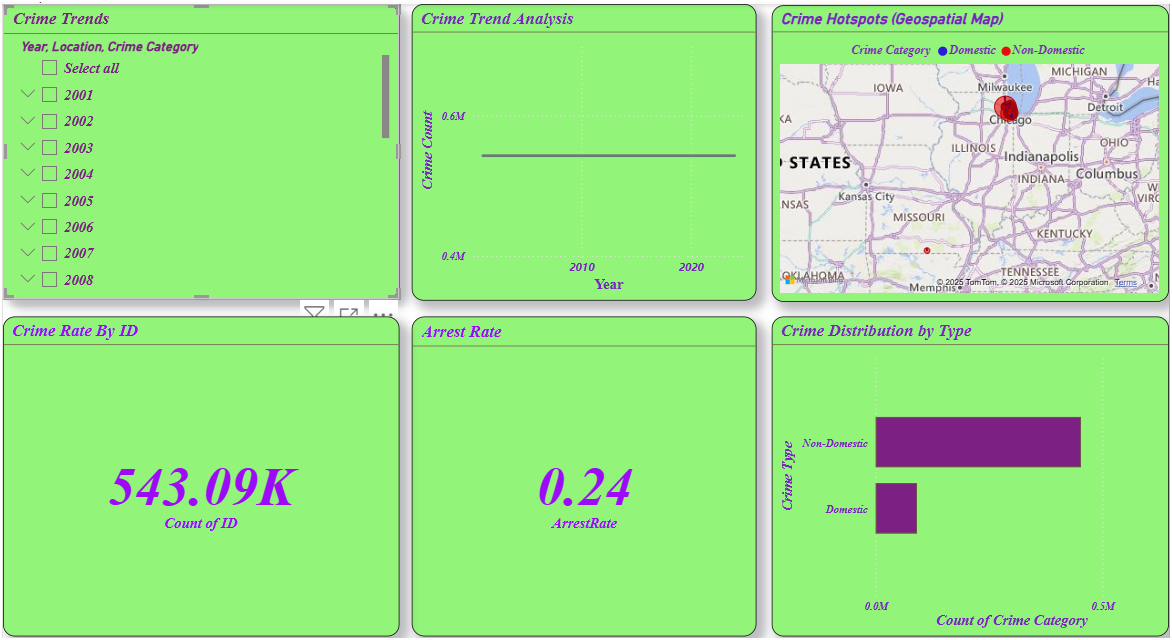 Crime Trends
Year, Location, Crime Category
Select all
2001
2002
2003
2004
2005
2006
2007
2008
Crime Trend Analysis
Crime Count
0.6M
0.4M
2010 2020
Year
Crime Hotspots (Geospatial Map)
Crime Category Domestic Non-Domestic
MICHIGAN
IOWA
Milwaukee
Detroit
Chicago
ILLINOIS
OHIO
STATES
Indianapolis
INDIANA
Columbus
Kansas City
NSAS
MISSOURI
KENTUCKY
OKLAHOMA
TENNESSEE
Memphis
© 2025 TomTom, © 2025 Microsoft Corporation Terms
Crime Rate By ID
543.09K
Count of ID
Arrest Rate
0.24
ArrestRate
Crime Distribution by Type
Crime Type
Non-Domestic
Domestic
0.0M 0.5M
Count of Crime Category